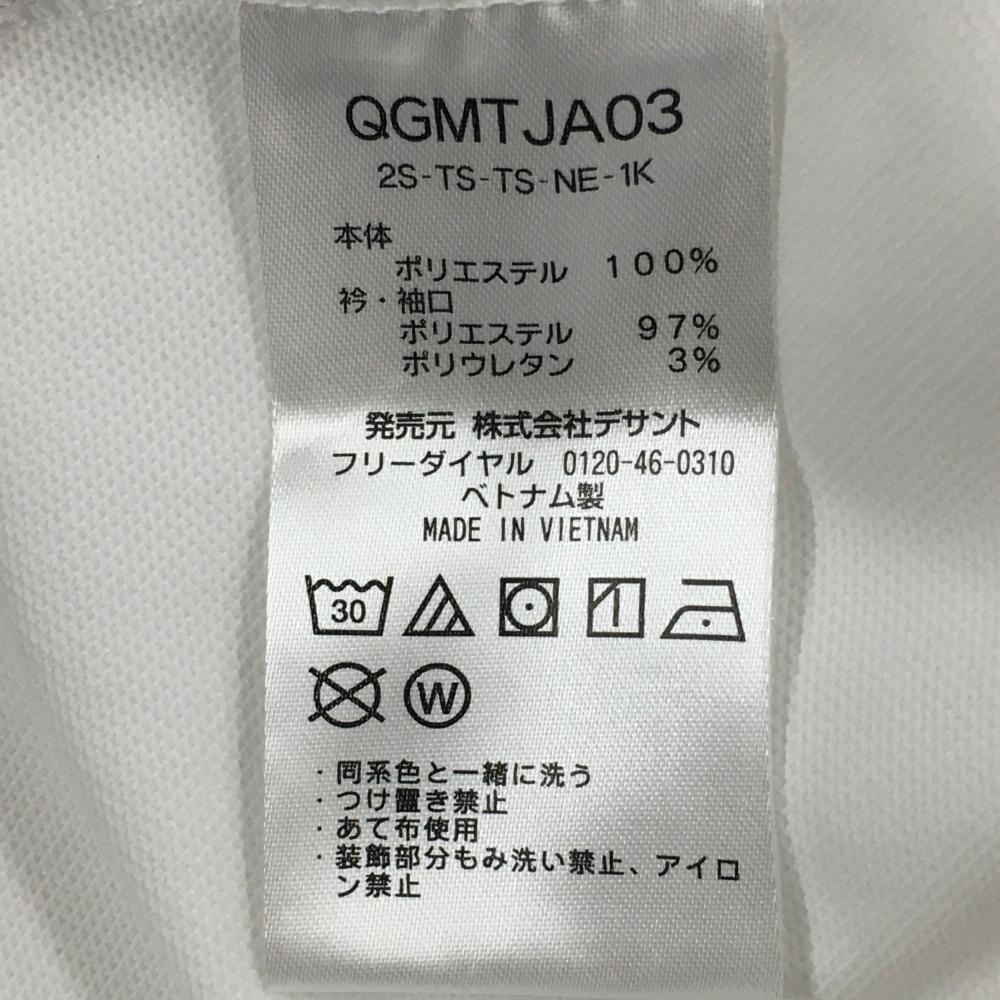 QGMTJA03
2S-TS-TS-NE-1K
本体
ポリエステル 100%
衿・袖口
ポリエステル 97%
ポリウレタン 3%
発売元 株式会社デサント
フリーダイヤル 0120-46-0310
ベトナム製
MADE IN VIETNAM
30
W
・同系色と一緒に洗う
・つけ置き禁止
・あて布使用
・装飾部分もみ洗い禁止、アイロ
ン禁止